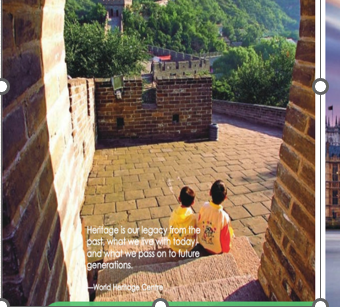 Heritage is our legacy from the
past, what we live with today,
and what we pass on to future
generations.
—World Heritage Centre